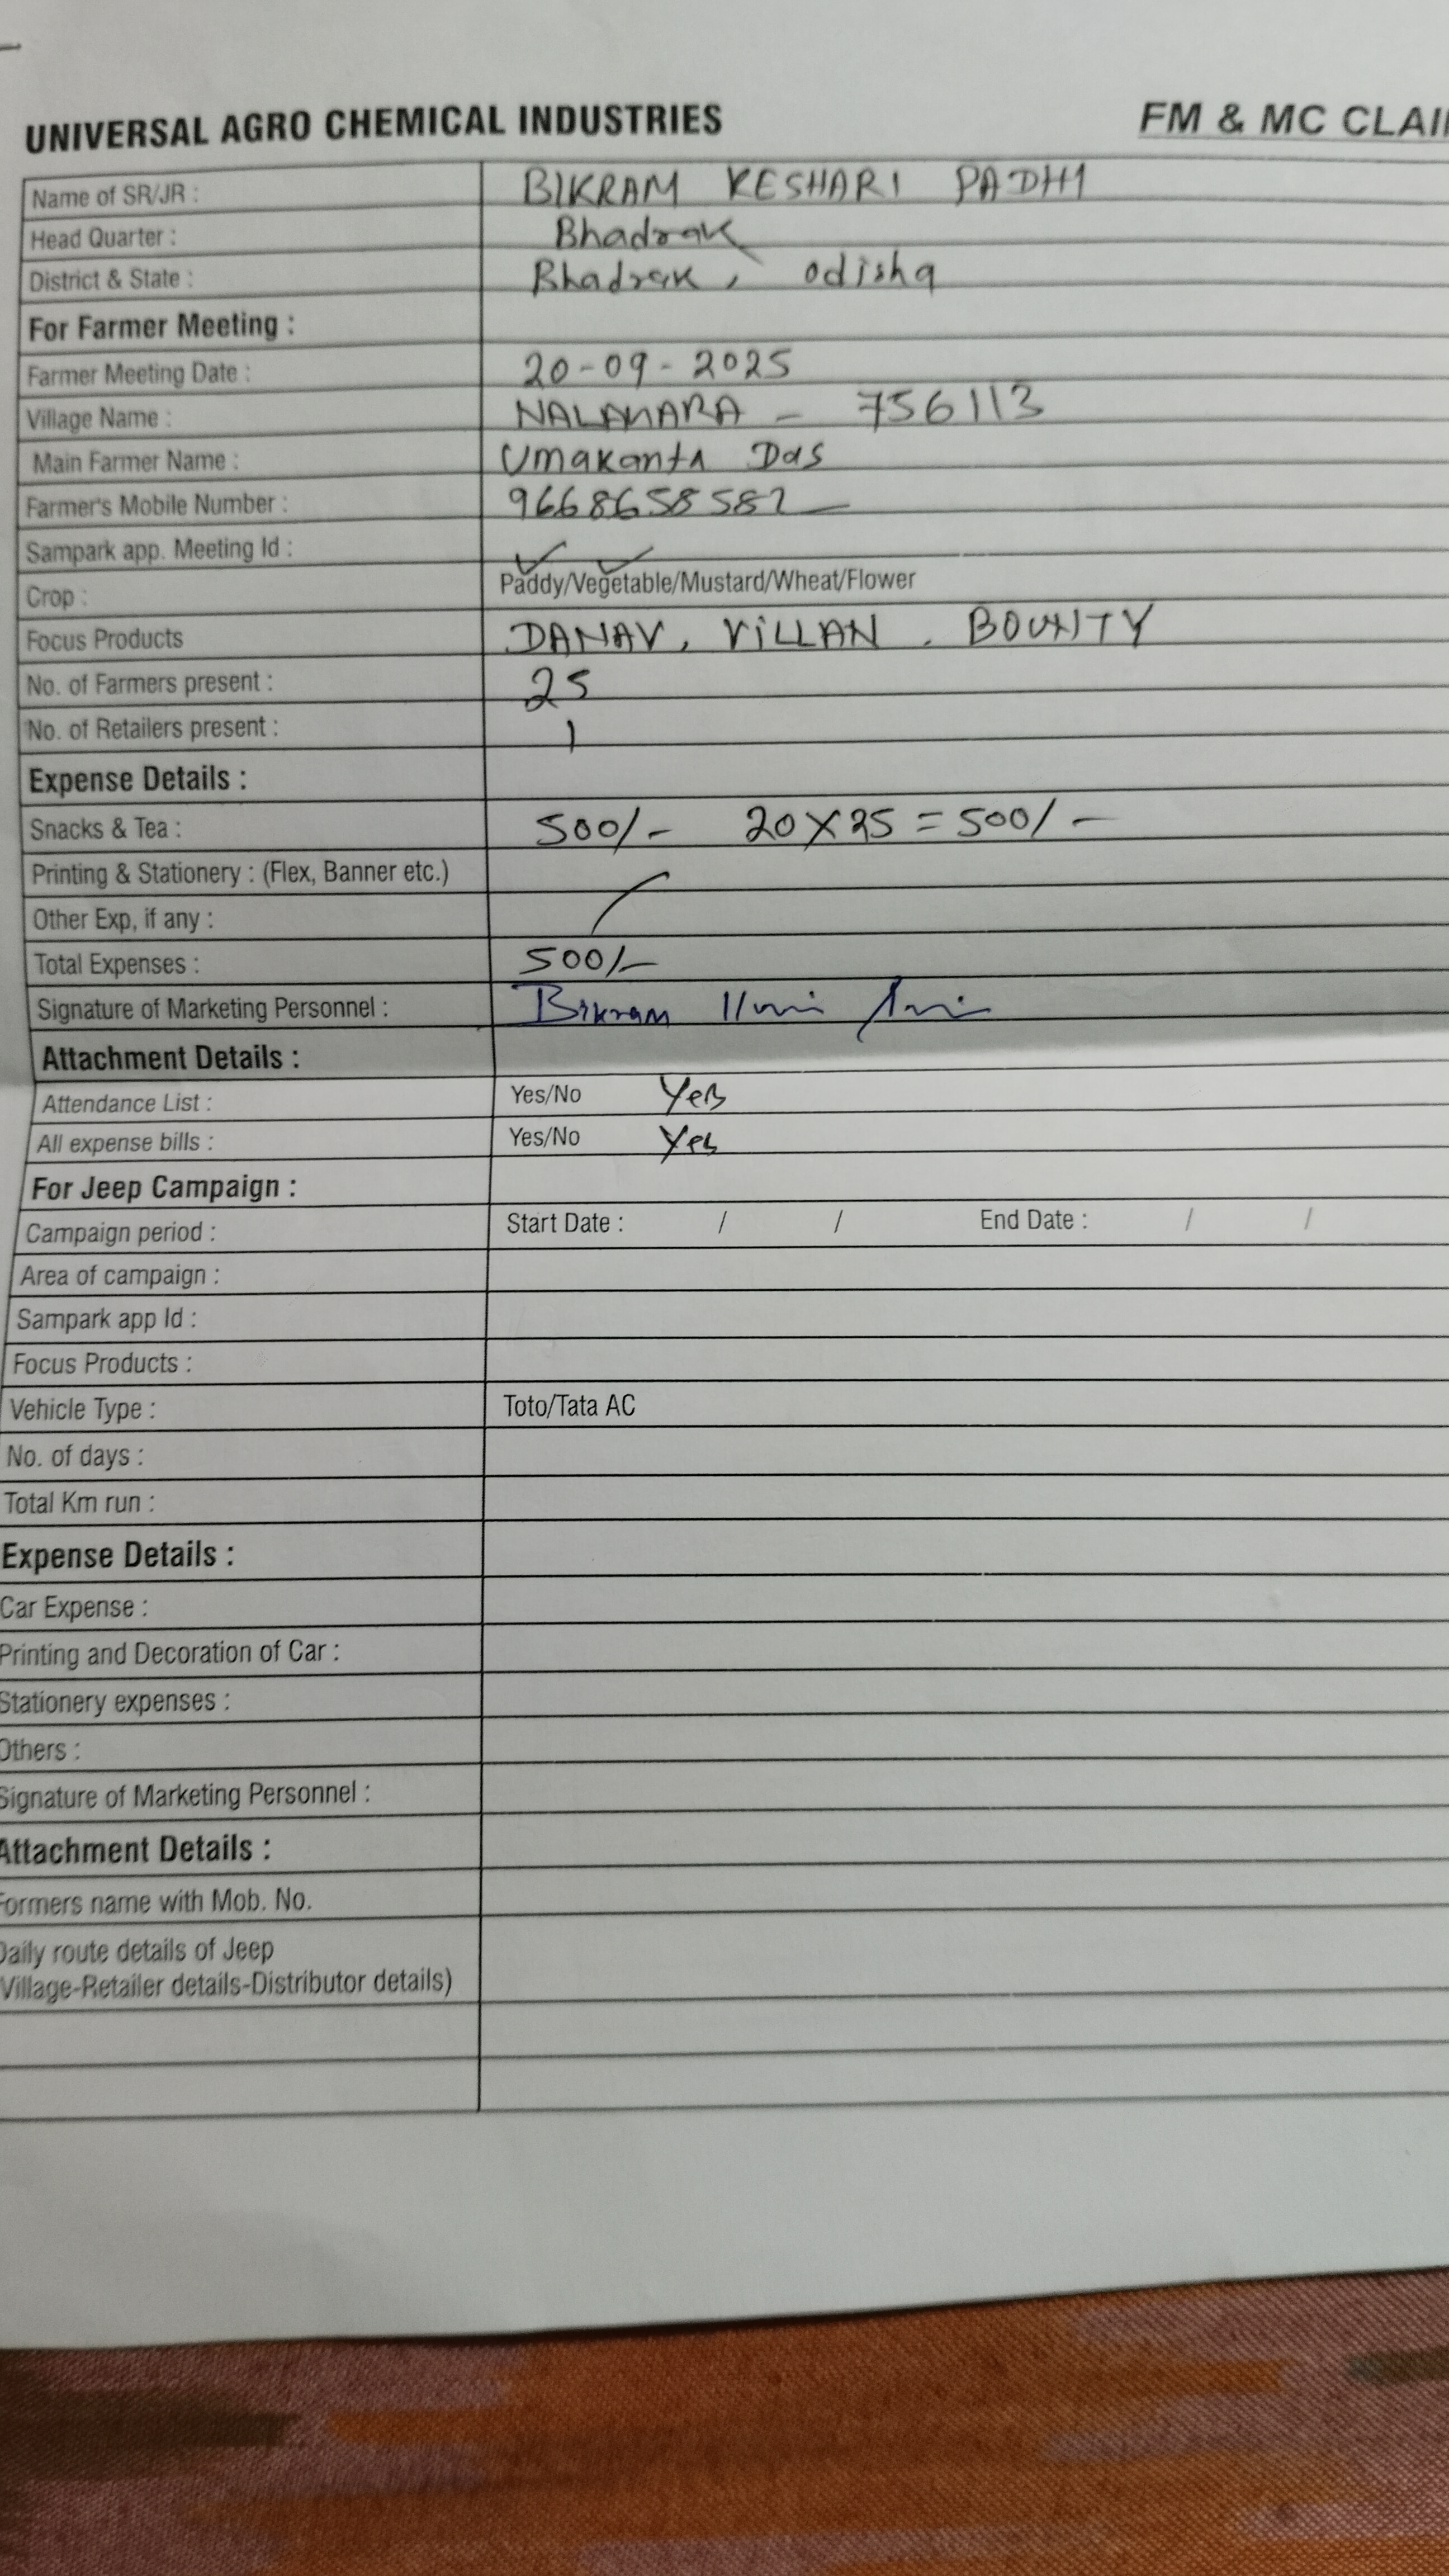 UNIVERSAL AGRO CHEMICAL INDUSTRIES FM & MC CLAI
Name of SR/JR : BIKRAM KESHARI PADHI
Head Quarter : Bhadrak
District & State : Bhadrak, odisha
For Farmer Meeting :
Farmer Meeting Date : 20-09-2025
Village Name : - 756113
Main Farmer Name : Umakanta Das
Farmer's Mobile Number : 9668658582
Sampark app. Meeting Id :
Crop : Paddy/Vegetable/Mustard/Wheat/Flower
Focus Products DANAV, VILLAN. BOUNTY
No. of Farmers present : 25
No. of Retailers present : 1
Expense Details :
Snacks & Tea : 500/- 20X25 = 500/-
Printing & Stationery : (Flex, Banner etc.)
Other Exp, if any :
Total Expenses : 500/-
Signature of Marketing Personnel : Bikram
Attachment Details :
Attendance List : Yes/No Yes
All expense bills : Yes/No Yes
For Jeep Campaign :
Campaign period : Start Date : / / End Date : / /
Area of campaign :
Sampark app Id :
Focus Products :
Vehicle Type : Toto/Tata AC
No. of days :
Total Km run :
Expense Details :
Car Expense :
Printing and Decoration of Car :
Stationery expenses :
Others :
Signature of Marketing Personnel :
Attachment Details :
Formers name with Mob. No.
Daily route details of Jeep
Village-Retailer details-Distributor details)